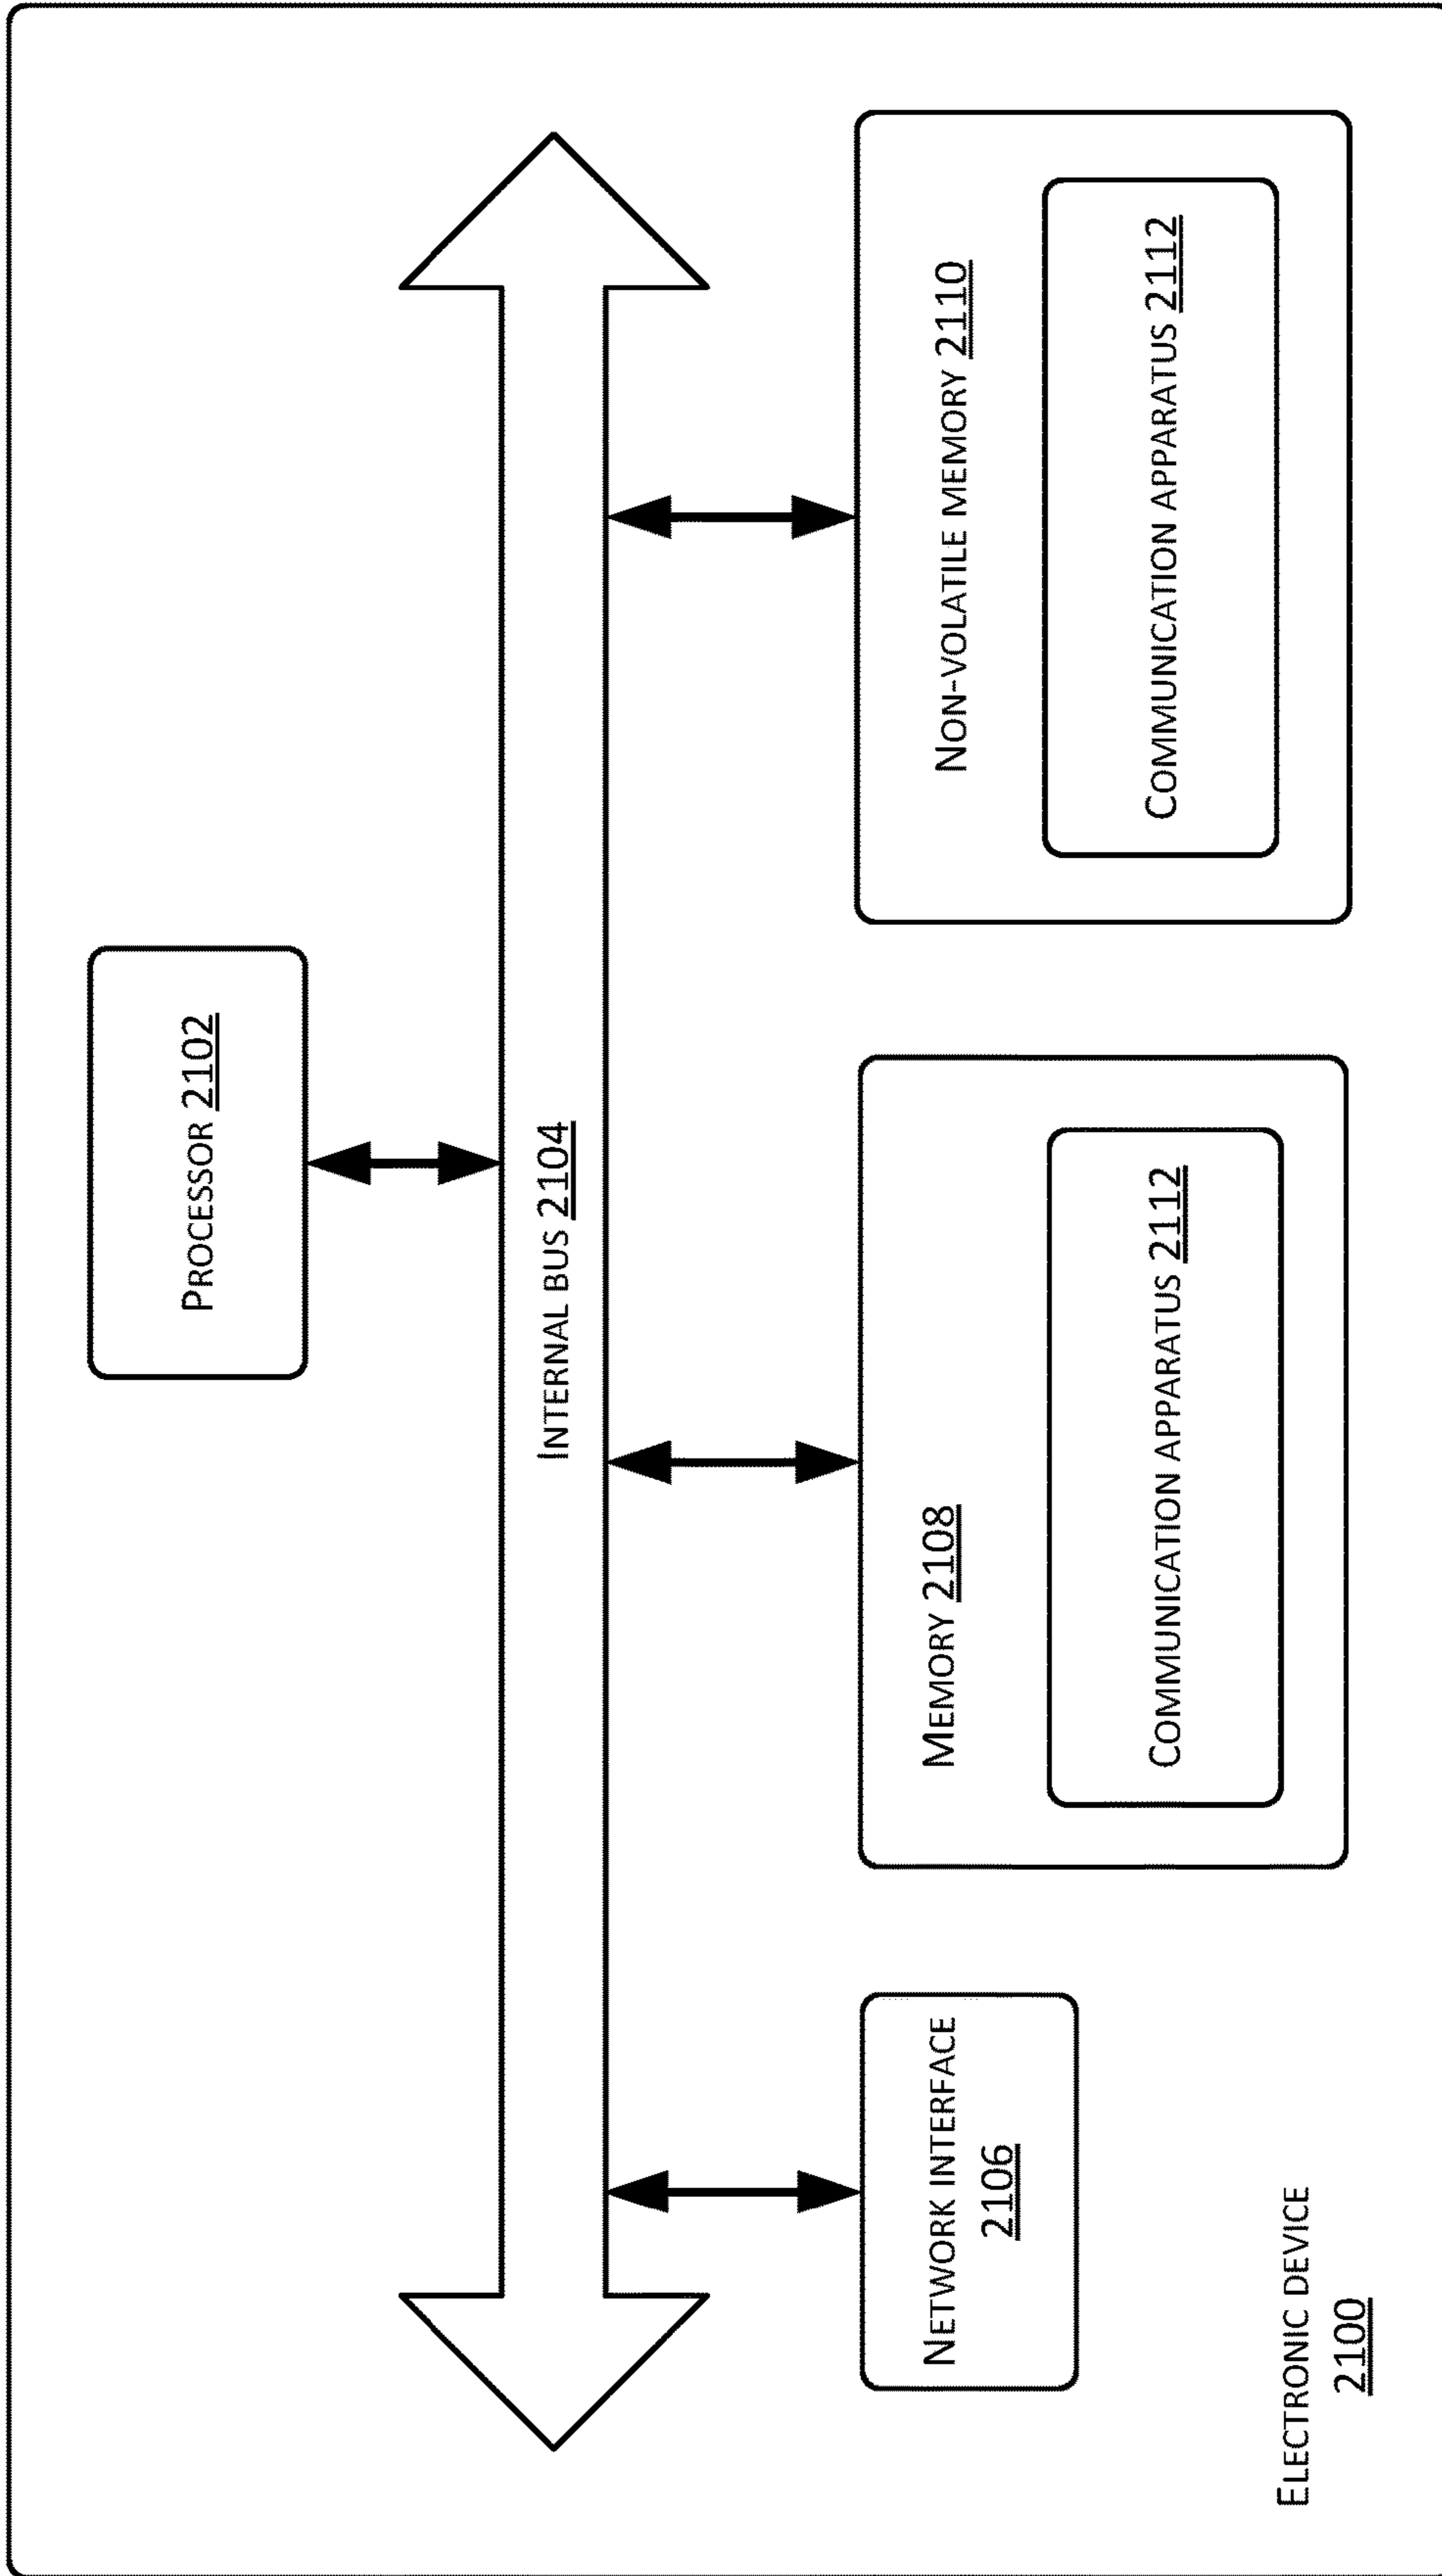 PROCESSOR 2102
INTERNAL BUS 2104
NETWORK INTERFACE
2106
MEMORY 2108
COMMUNICATION APPARATUS 2112
NON-VOLATILE MEMORY 2110
COMMUNICATION APPARATUS 2112
ELECTRONIC DEVICE
2100